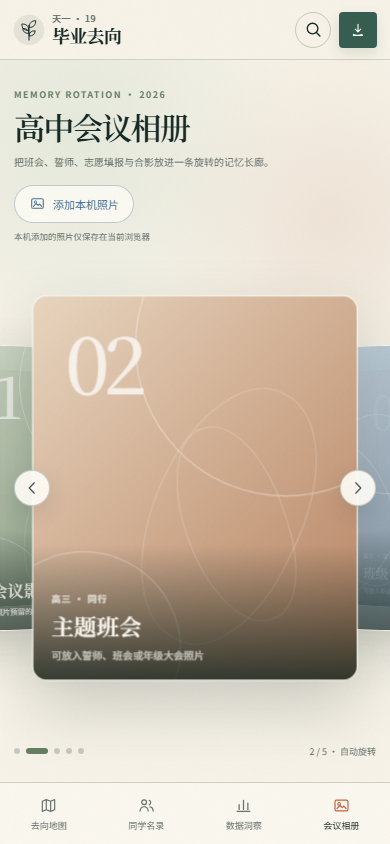 天一 • 19
毕业去向
MEMORY ROTATION • 2026
高中会议相册
把班会、誓师、志愿填报与合影放进一条旋转的记忆长廊。
添加本机照片
本机添加的照片仅保存在当前浏览器
1
会议影
02
高三 • 同行
主题班会
可放入誓师、班会或年级大会照片
2 / 5 • 自动旋转
去向地图
同学名录
数据洞察
会议相册